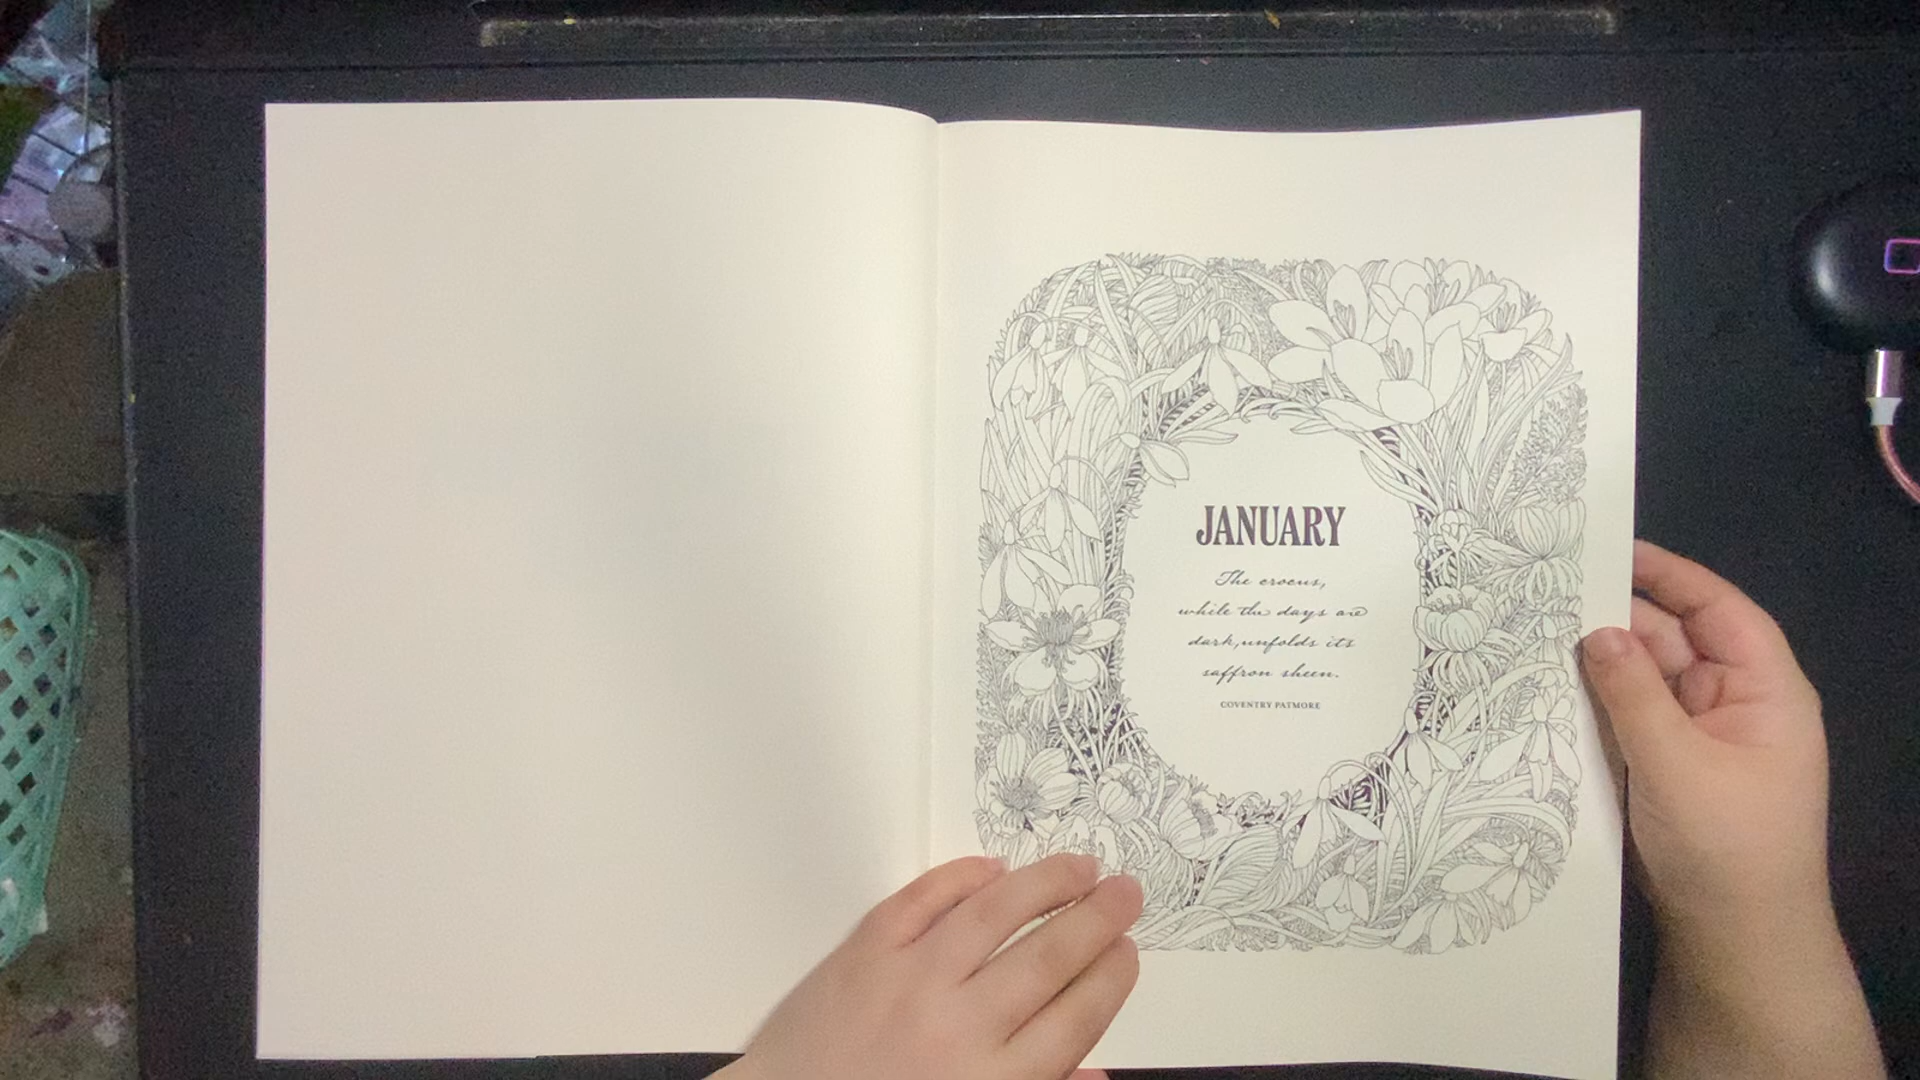 JANUARY
The crocus,
while the days are
dark, unfolds its
saffron sheen.
COVENTRY PATMORE